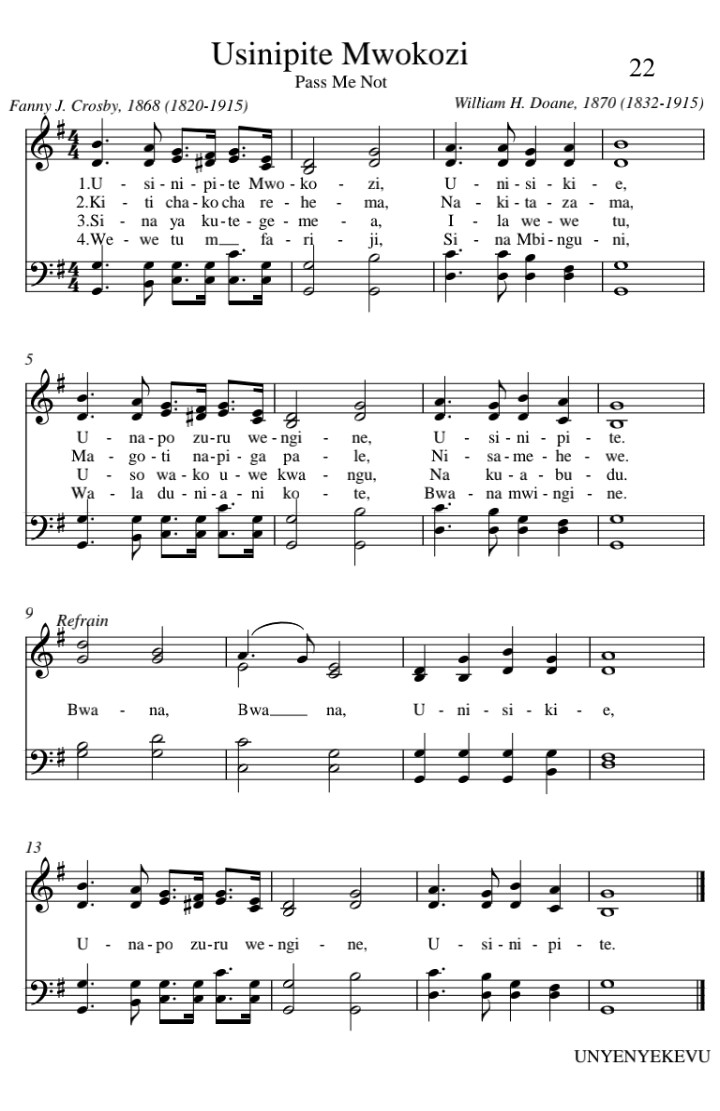 Usinipite Mwokozi
22
Pass Me Not
Fanny J. Crosby, 1868 (1820-1915)
William H. Doane, 1870 (1832-1915)
4 4
1.U - si - ni - pi - te Mwo - ko - zi, U - ni - si - ki - e,
2.Ki - ti cha - ko cha re - he - ma, Na - ki - ta - za - ma,
3.Si - na ya ku - te - ge - me - a, I - la we - we tu,
4.We - we tu m__ fa - ri - ji, Si - na Mbi - ngu - ni,
4 4
5
U - na - po zu - ru we - ngi - ne, U - si - ni - pi - te.
Ma - go - ti na - pi - ga pa - le, Ni - sa - me - he - we.
U - so wa - ko u - we kwa - ngu, Na ku - a - bu - du.
Wa - la du - ni - a - ni ko - te, Bwa - na mwi - ngi - ne.
9
Refrain
Bwa - na, Bwa____ na, U - ni - si - ki - e,
13
U - na - po zu - ru we - ngi - ne, U - si - ni - pi - te.
UNYENYEKEVU